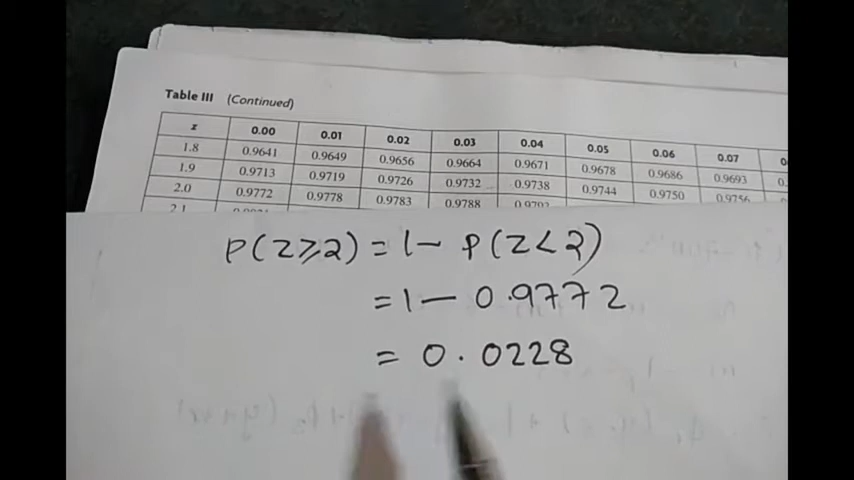 Table III (Continued)
z 0.00 0.01 0.02 0.03 0.04 0.05 0.06 0.07
1.8 0.9641 0.9649 0.9656 0.9664 0.9671 0.9678 0.9686 0.9693
1.9 0.9713 0.9719 0.9726 0.9732 0.9738 0.9744 0.9750 0.9756
2.0 0.9772 0.9778 0.9783 0.9788
2.1
P(Z≥2) = 1 - P(Z<2)
= 1 - 0.9772
= 0.0228